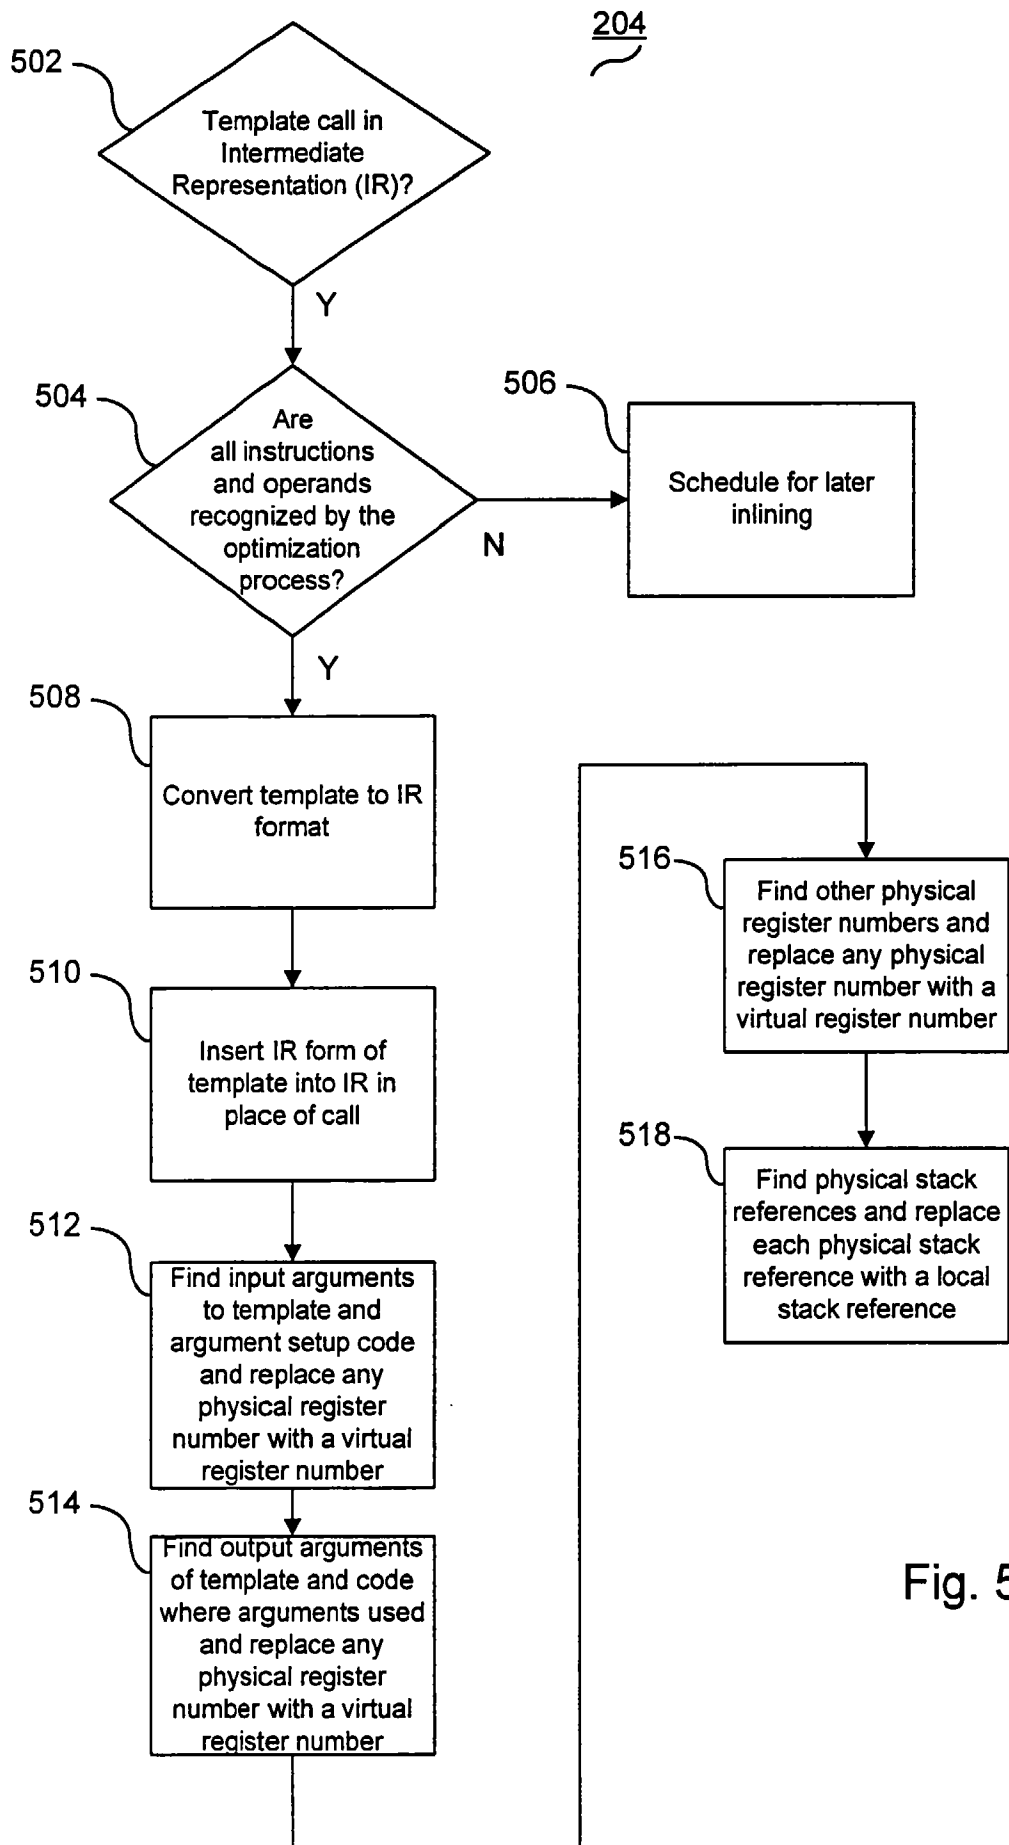 204
502
Template call in
Intermediate
Representation (IR)?
Y
504
Are
all instructions
and operands
recognized by the
optimization
process?
N
506
Schedule for later
inlining
Y
508
Convert template to IR
format
510
Insert IR form of
template into IR in
place of call
512
Find input arguments
to template and
argument setup code
and replace any
physical register
number with a virtual
register number
514
Find output arguments
of template and code
where arguments used
and replace any
physical register
number with a virtual
register number
516
Find other physical
register numbers and
replace any physical
register number with a
virtual register number
518
Find physical stack
references and replace
each physical stack
reference with a local
stack reference
Fig. 5